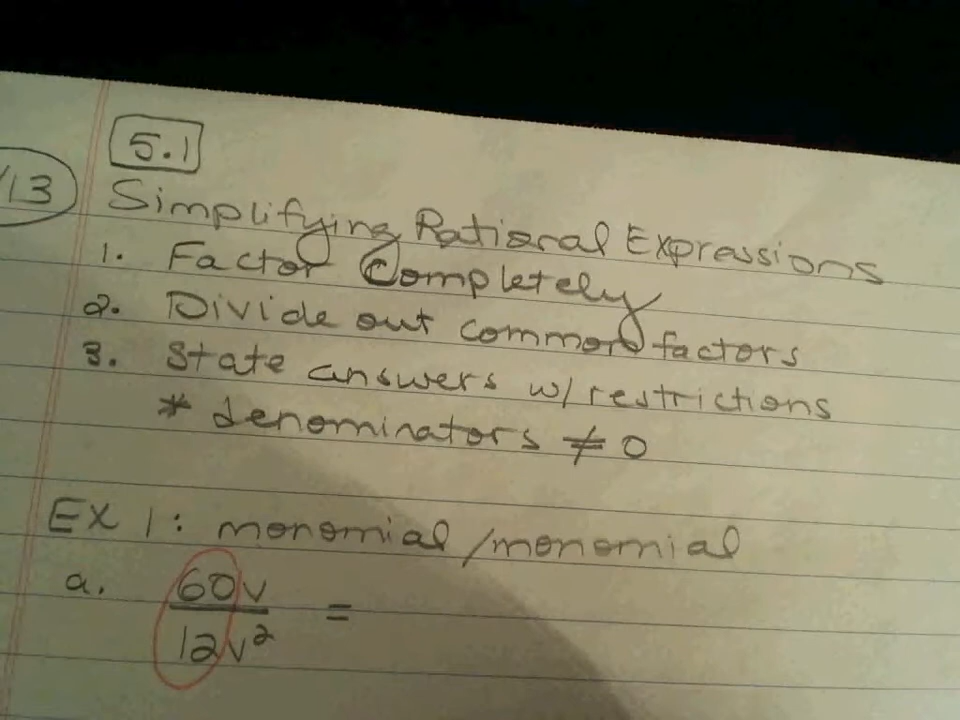 5.1
/13
Simplifying Rational Expressions
1. Factor Completely
2. Divide out common factors
3. State answers w/ restrictions
* denominators ≠ 0
EX 1: monomial/monomial
a. 60v / 12v² =